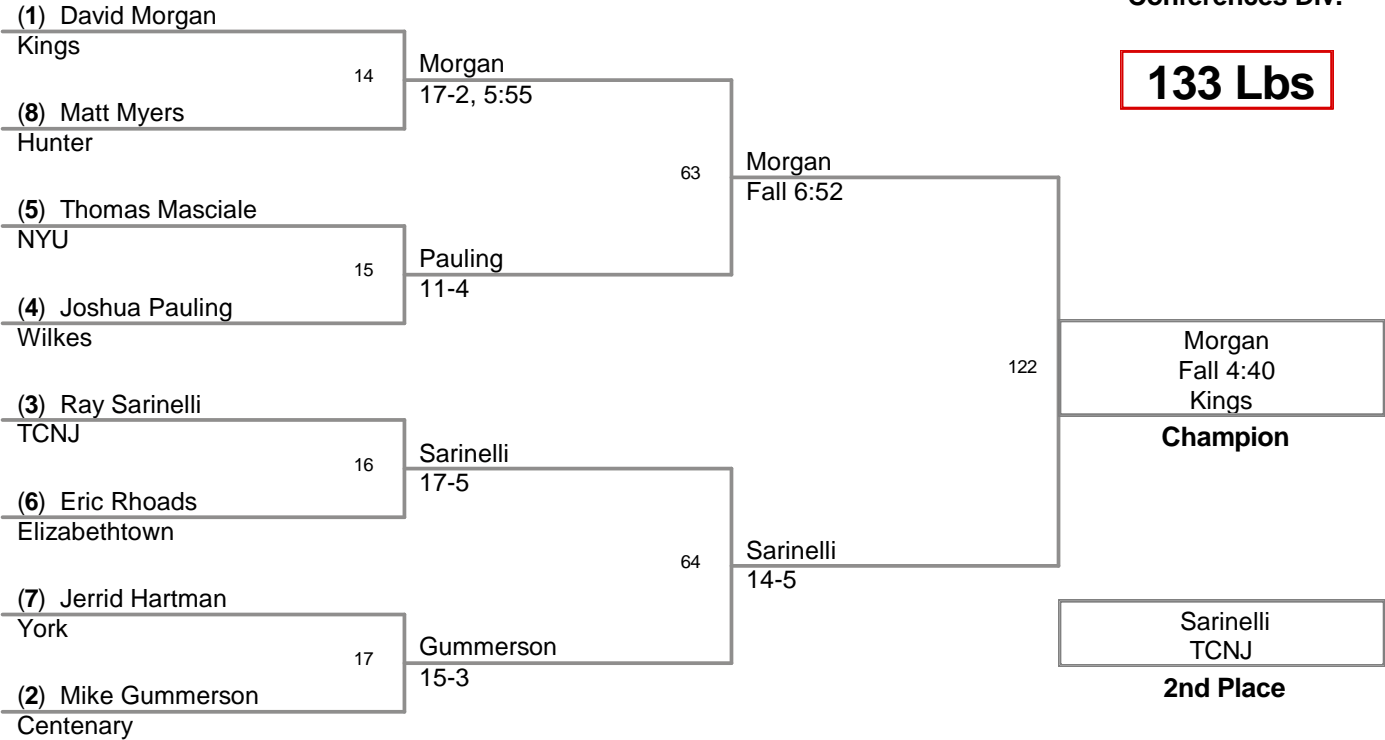 Conferences Div.
133 Lbs
(1) David Morgan
Kings
14
(8) Matt Myers
Hunter
Morgan
17-2, 5:55
63
(5) Thomas Masciale
NYU
15
(4) Joshua Pauling
Wilkes
Pauling
11-4
Morgan
Fall 6:52
122
(3) Ray Sarinelli
TCNJ
16
(6) Eric Rhoads
Elizabethtown
Sarinelli
17-5
64
(7) Jerrid Hartman
York
17
(2) Mike Gummerson
Centenary
Gummerson
15-3
Sarinelli
14-5
Morgan
Fall 4:40
Kings
Champion
Sarinelli
TCNJ
2nd Place